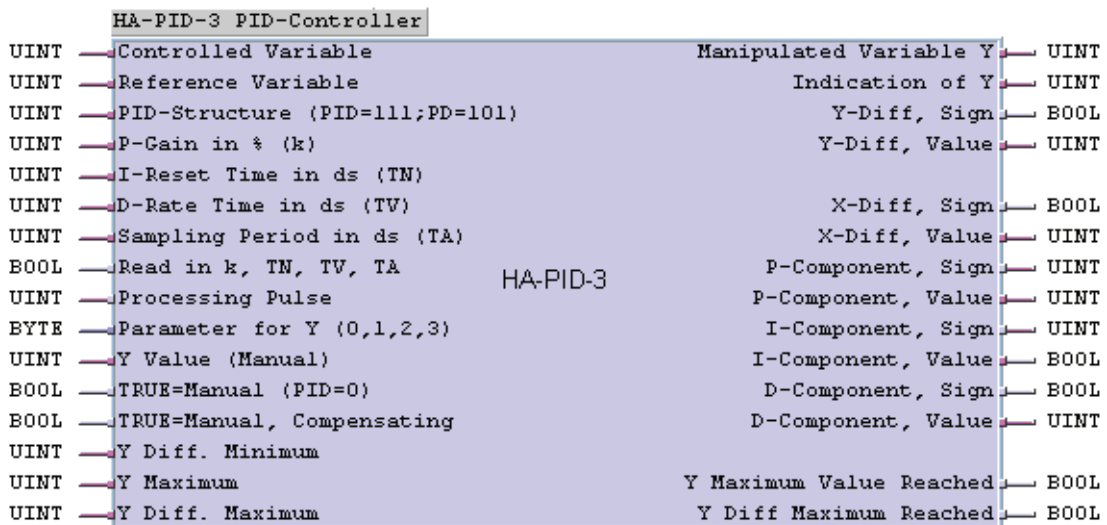 HA-PID-3 PID-Controller
UINT Controlled Variable Manipulated Variable Y UINT
UINT Reference Variable Indication of Y UINT
UINT PID-Structure (PID=111;PD=101) Y-Diff, Sign BOOL
UINT P-Gain in % (k) Y-Diff, Value UINT
UINT I-Reset Time in ds (TN)
UINT D-Rate Time in ds (TV) X-Diff, Sign BOOL
UINT Sampling Period in ds (TA) X-Diff, Value UINT
BOOL Read in k, TN, TV, TA P-Component, Sign UINT
HA-PID-3
UINT Processing Pulse P-Component, Value UINT
BYTE Parameter for Y (0,1,2,3) I-Component, Sign UINT
UINT Y Value (Manual) I-Component, Value BOOL
BOOL TRUE=Manual (PID=0) D-Component, Sign BOOL
BOOL TRUE=Manual, Compensating D-Component, Value UINT
UINT Y Diff. Minimum
UINT Y Maximum Y Maximum Value Reached BOOL
UINT Y Diff. Maximum Y Diff Maximum Reached BOOL